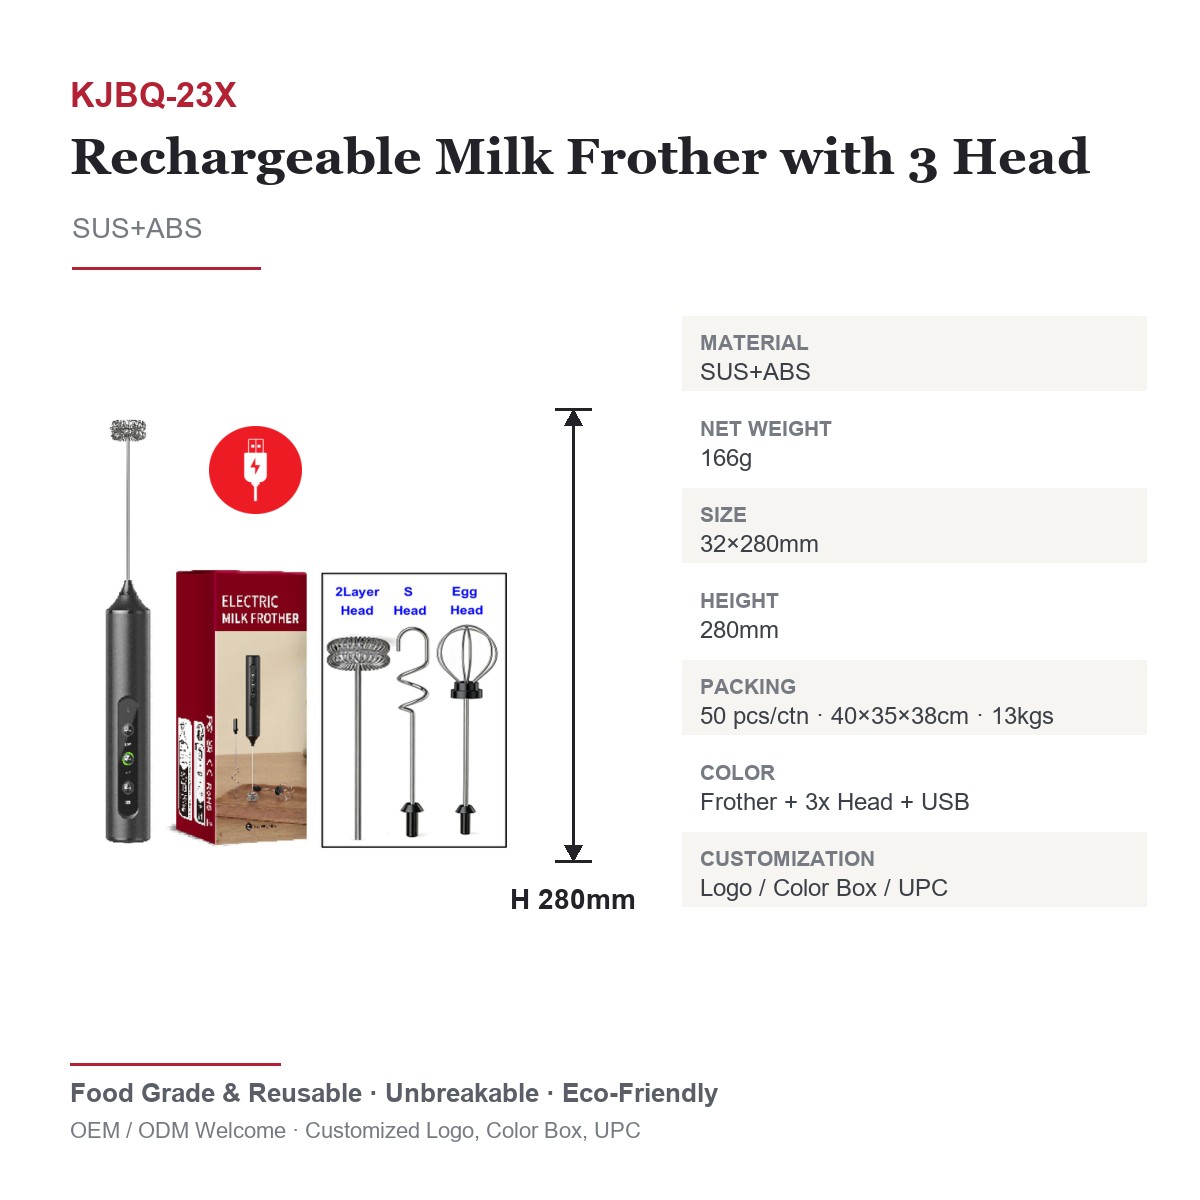 KJBQ-23X
Rechargeable Milk Frother with 3 Head
SUS+ABS
ELECTRIC
MILK FROTHER
RoHS
2Layer
Head
S
Head
Egg
Head
H 280mm
MATERIAL
SUS+ABS
NET WEIGHT
166g
SIZE
32×280mm
HEIGHT
280mm
PACKING
50 pcs/ctn · 40×35×38cm · 13kgs
COLOR
Frother + 3x Head + USB
CUSTOMIZATION
Logo / Color Box / UPC
Food Grade & Reusable · Unbreakable · Eco-Friendly
OEM / ODM Welcome · Customized Logo, Color Box, UPC